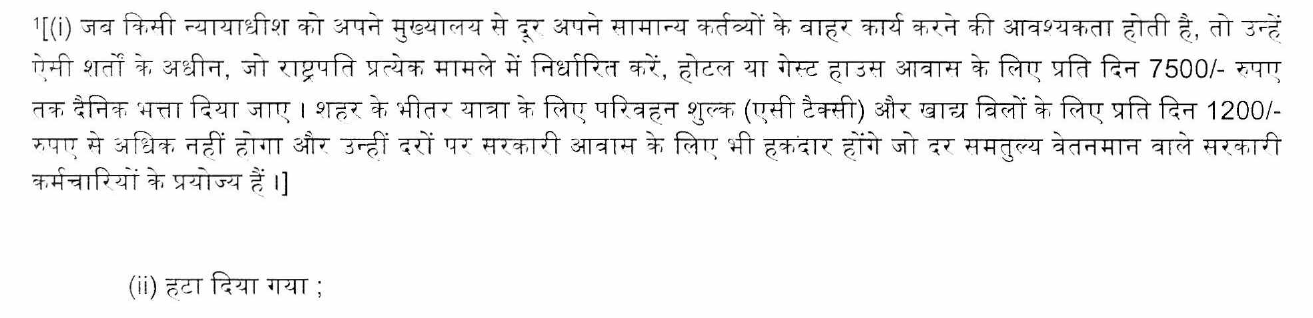 ¹[(i) जब किसी न्यायाधीश को अपने मुख्यालय से दूर अपने सामान्य कर्तव्यों के बाहर कार्य करने की आवश्यकता होती है, तो उन्हें
ऐसी शर्तों के अधीन, जो राष्ट्रपति प्रत्येक मामले में निर्धारित करें, होटल या गेस्ट हाउस आवास के लिए प्रति दिन 7500/- रुपए
तक दैनिक भत्ता दिया जाए । शहर के भीतर यात्रा के लिए परिवहन शुल्क (एसी टैक्सी) और खाद्य बिलों के लिए प्रति दिन 1200/-
रुपए से अधिक नहीं होगा और उन्हीं दरों पर सरकारी आवास के लिए भी हकदार होंगे जो दर समतुल्य वेतनमान वाले सरकारी
कर्मचारियों के प्रयोज्य हैं ।]
(ii) हटा दिया गया ;